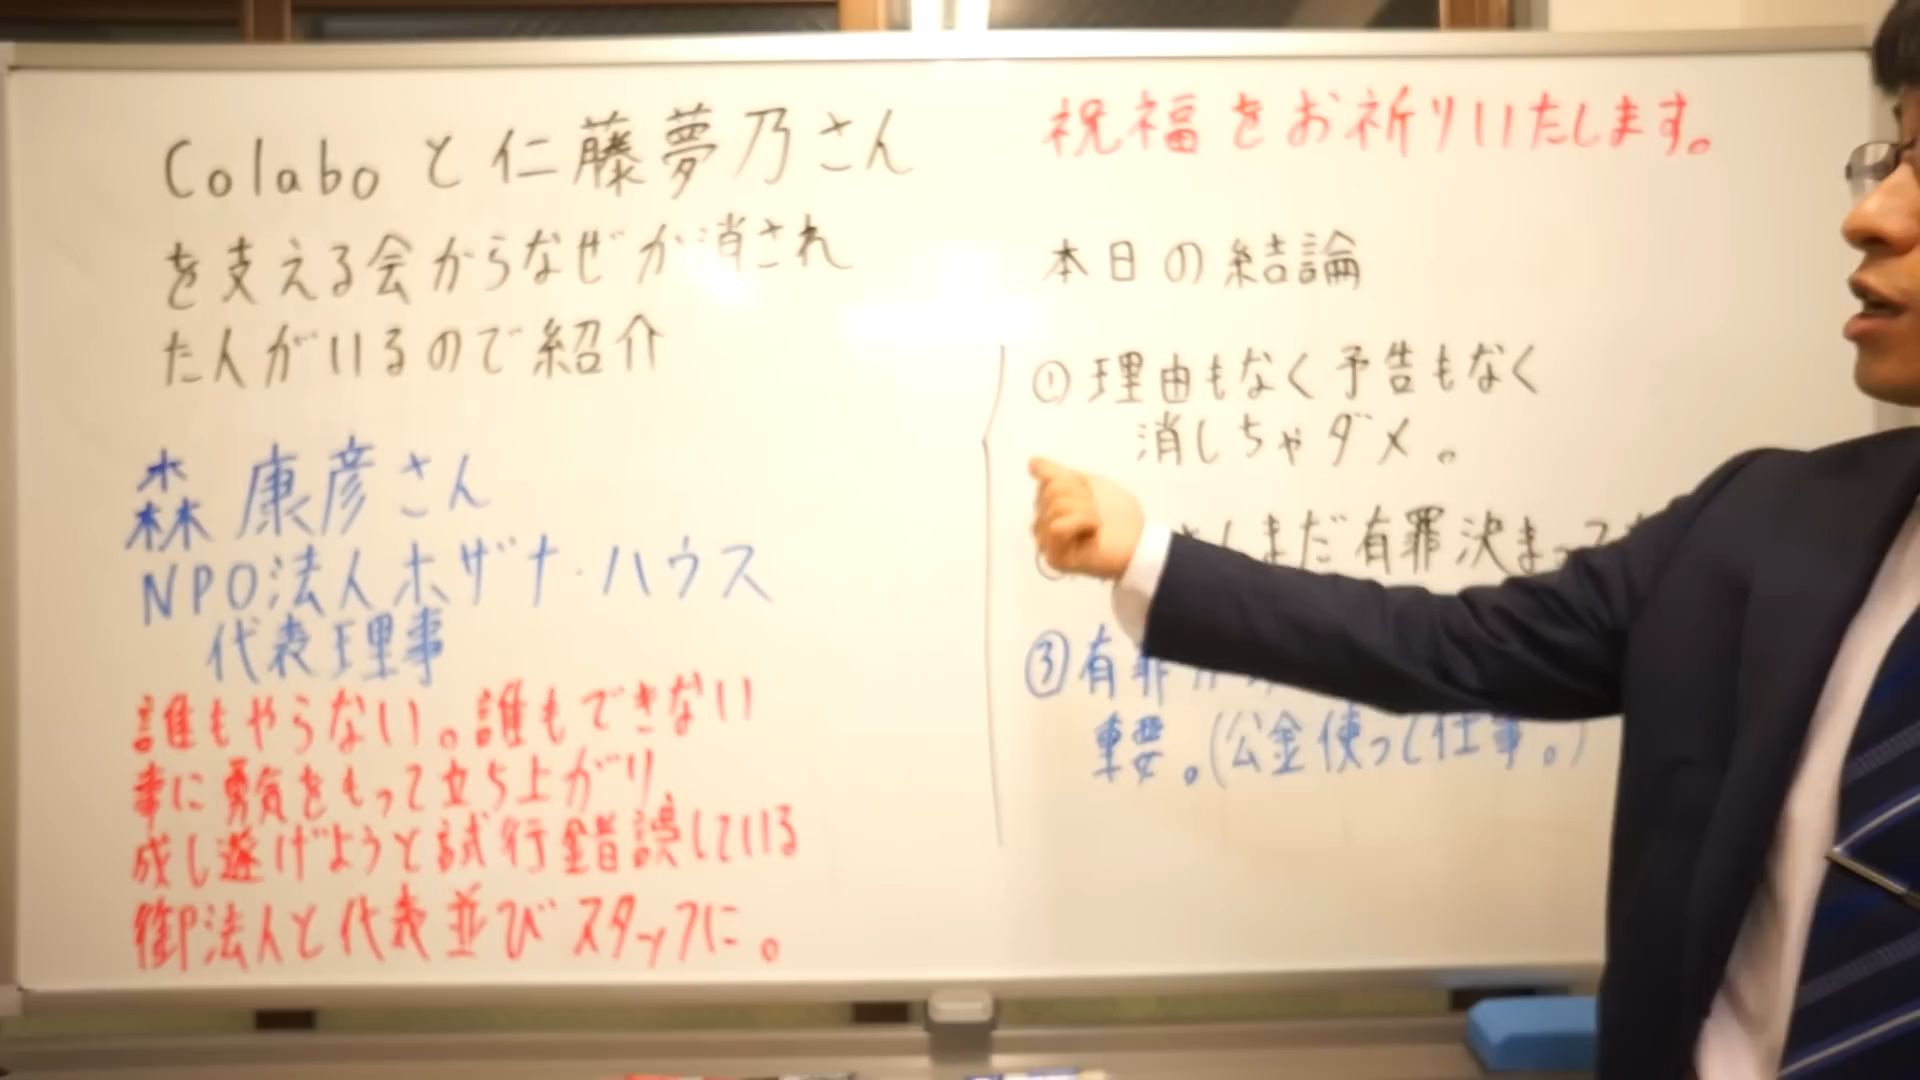 Colabo と仁藤夢乃さん
を支える会からなぜか消され
た人がいるので紹介
森 康彦さん
NPO法人ホザナ・ハウス
代表理事
誰もやらない。誰もできない
事に勇気をもって立ち上がり、
成し遂げようと試行錯誤している
御法人と代表並びスタッフに。
祝福をお祈りいたします。
本日の結論
① 理由もなく予告もなく
消しちゃダメ。
まだ有罪決まって
③ 有罪
重要。(公金使って仕事。)